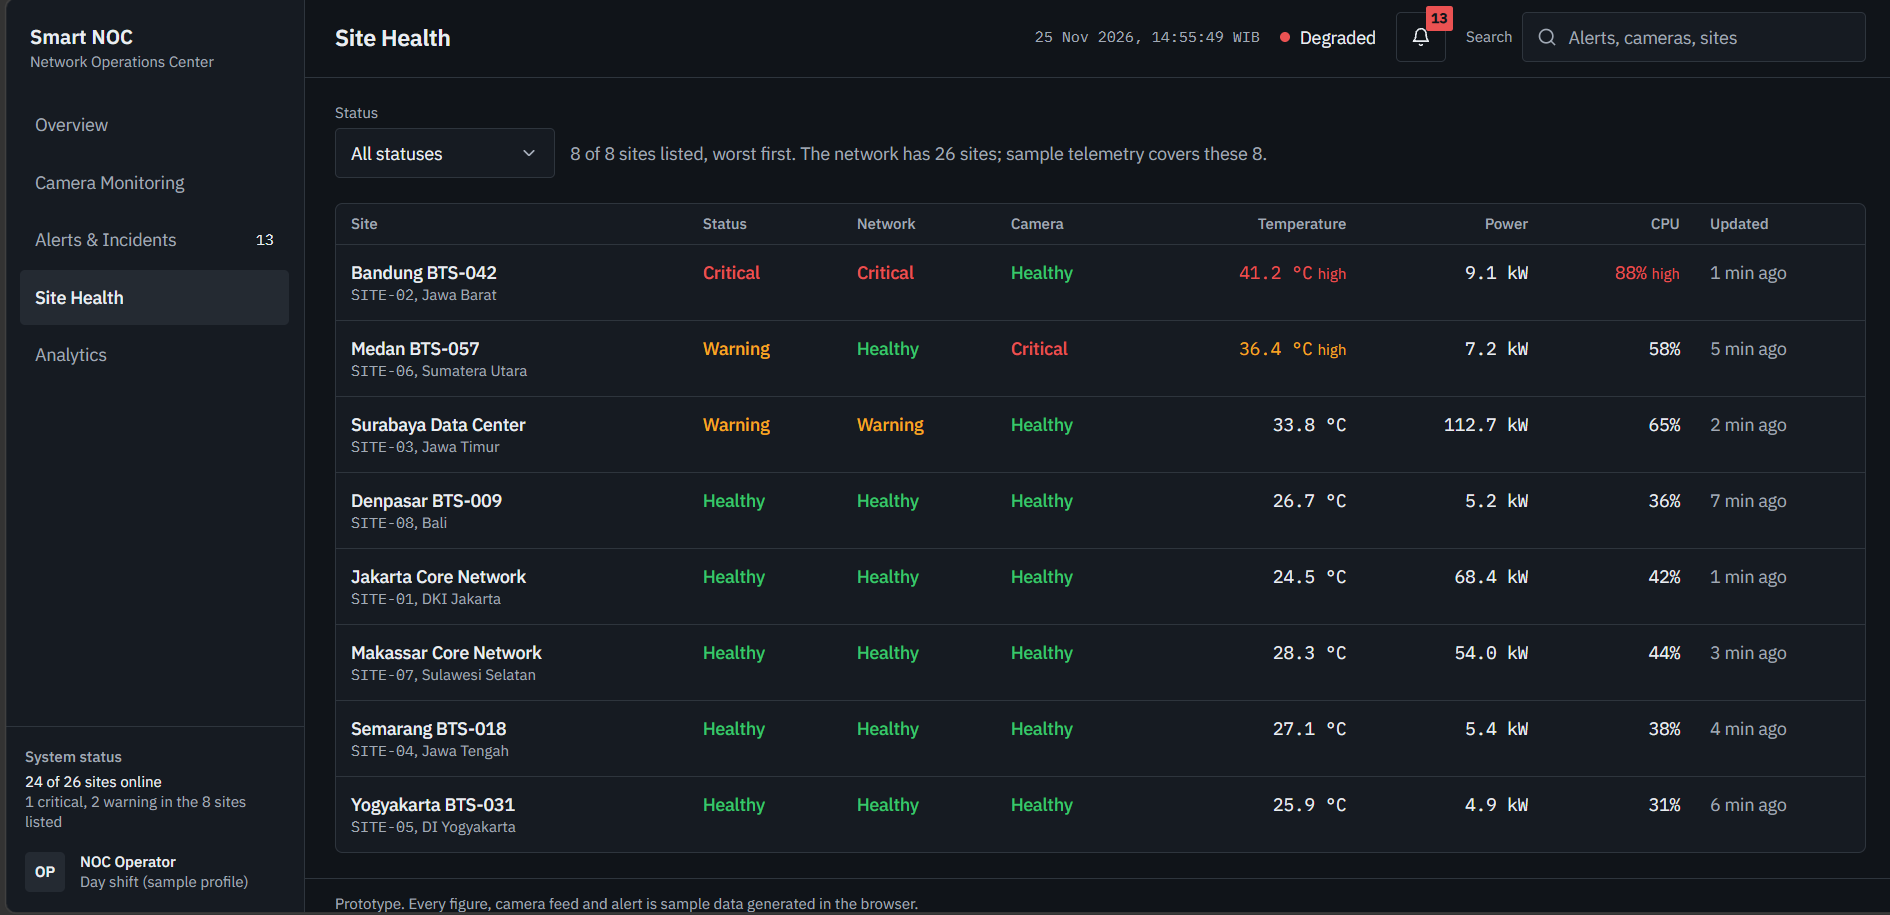 Smart NOC
Network Operations Center
Overview
Camera Monitoring
Alerts & Incidents 13
Site Health
Analytics
System status
24 of 26 sites online
1 critical, 2 warning in the 8 sites
listed
OP
NOC Operator
Day shift (sample profile)
Site Health
25 Nov 2026, 14:55:49 WIB
Degraded
13
Search
Alerts, cameras, sites
Status
All statuses
8 of 8 sites listed, worst first. The network has 26 sites; sample telemetry covers these 8.
Site Status Network Camera Temperature Power CPU Updated
Bandung BTS-042 Critical Critical Healthy 41.2 °C high 9.1 kW 88% high 1 min ago
SITE-02, Jawa Barat
Medan BTS-057 Warning Healthy Critical 36.4 °C high 7.2 kW 58% 5 min ago
SITE-06, Sumatera Utara
Surabaya Data Center Warning Warning Healthy 33.8 °C 112.7 kW 65% 2 min ago
SITE-03, Jawa Timur
Denpasar BTS-009 Healthy Healthy Healthy 26.7 °C 5.2 kW 36% 7 min ago
SITE-08, Bali
Jakarta Core Network Healthy Healthy Healthy 24.5 °C 68.4 kW 42% 1 min ago
SITE-01, DKI Jakarta
Makassar Core Network Healthy Healthy Healthy 28.3 °C 54.0 kW 44% 3 min ago
SITE-07, Sulawesi Selatan
Semarang BTS-018 Healthy Healthy Healthy 27.1 °C 5.4 kW 38% 4 min ago
SITE-04, Jawa Tengah
Yogyakarta BTS-031 Healthy Healthy Healthy 25.9 °C 4.9 kW 31% 6 min ago
SITE-05, DI Yogyakarta
Prototype. Every figure, camera feed and alert is sample data generated in the browser.